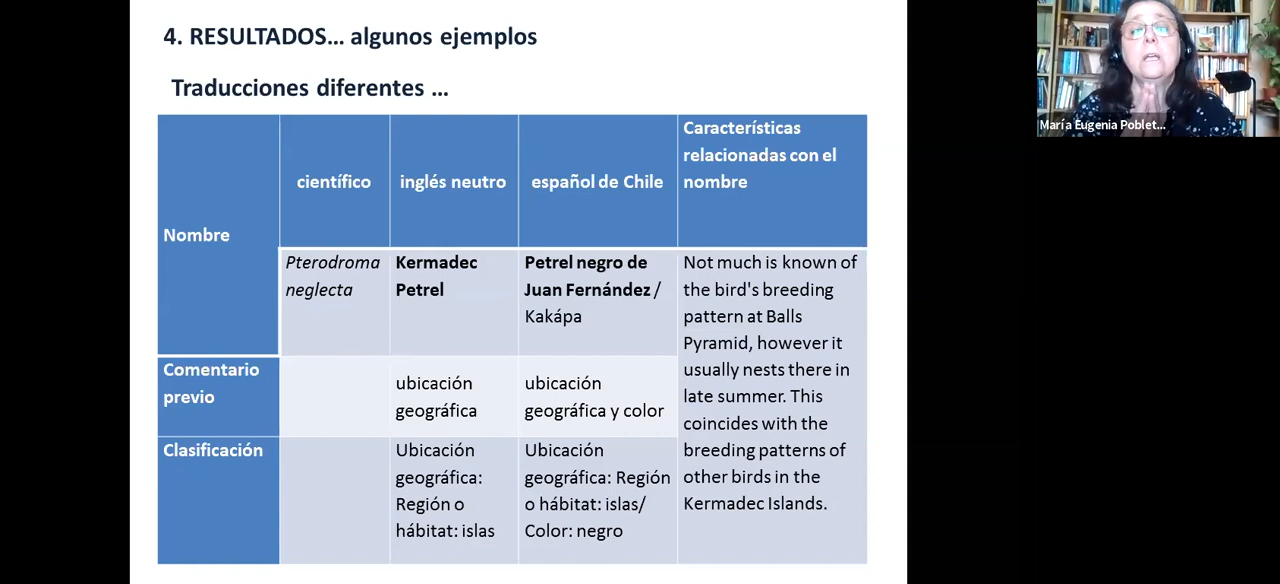 4. RESULTADOS... algunos ejemplos
Traducciones diferentes ...
Nombre
científico
inglés neutro
español de Chile
Características
relacionadas con el
nombre
Pterodroma
neglecta
Kermadec
Petrel
Petrel negro de
Juan Fernández /
Kakápa
Not much is known of
the bird's breeding
pattern at Balls
Pyramid, however it
usually nests there in
late summer. This
coincides with the
breeding patterns of
other birds in the
Kermadec Islands.
Comentario
previo
ubicación
geográfica
ubicación
geográfica y color
Clasificación
Ubicación
geográfica:
Región o
hábitat: islas
Ubicación
geográfica: Región
o hábitat: islas/
Color: negro
María Eugenia Poblet...